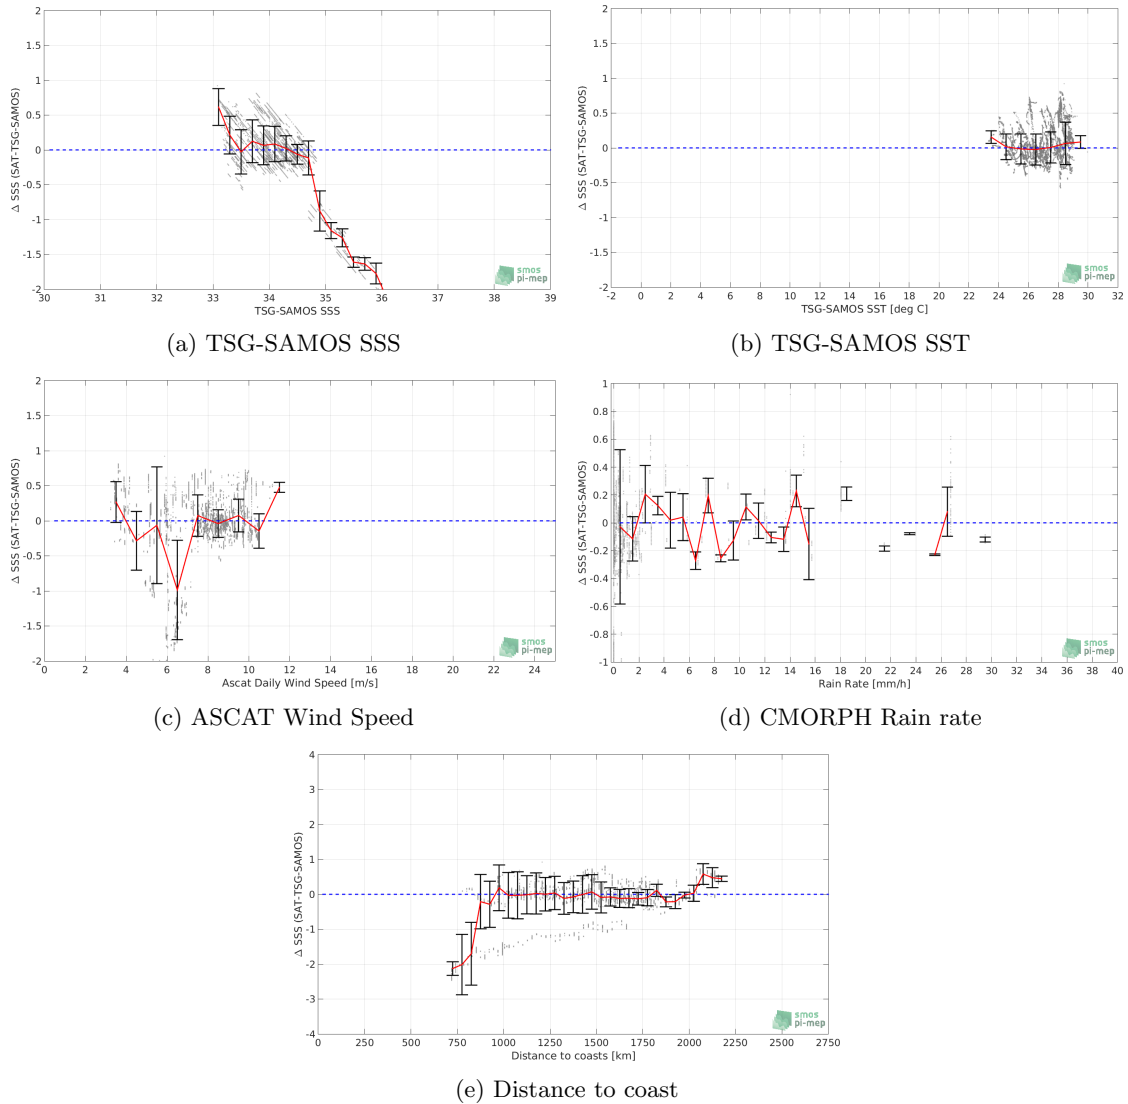 2
1.5
1
0.5
0
-0.5
-1
-1.5
-2
Δ SSS (SAT-TSG-SAMOS)
30 31 32 33 34 35 36 37 38 39
TSG-SAMOS SSS
smos
pi-mep
(a) TSG-SAMOS SSS
2
1.5
1
0.5
0
-0.5
-1
-1.5
-2
Δ SSS (SAT-TSG-SAMOS)
-2 0 2 4 6 8 10 12 14 16 18 20 22 24 26 28 30 32
TSG-SAMOS SST [deg C]
smos
pi-mep
(b) TSG-SAMOS SST
2
1.5
1
0.5
0
-0.5
-1
-1.5
-2
Δ SSS (SAT-TSG-SAMOS)
0 2 4 6 8 10 12 14 16 18 20 22 24
Ascat Daily Wind Speed [m/s]
smos
pi-mep
(c) ASCAT Wind Speed
1
0.8
0.6
0.4
0.2
0
-0.2
-0.4
-0.6
-0.8
-1
Δ SSS (SAT-TSG-SAMOS)
0 2 4 6 8 10 12 14 16 18 20 22 24 26 28 30 32 34 36 38 40
Rain Rate [mm/h]
smos
pi-mep
(d) CMORPH Rain rate
4
3
2
1
0
-1
-2
-3
-4
Δ SSS (SAT-TSG-SAMOS)
0 250 500 750 1000 1250 1500 1750 2000 2250 2500 2750
Distance to coasts [km]
smos
pi-mep
(e) Distance to coast